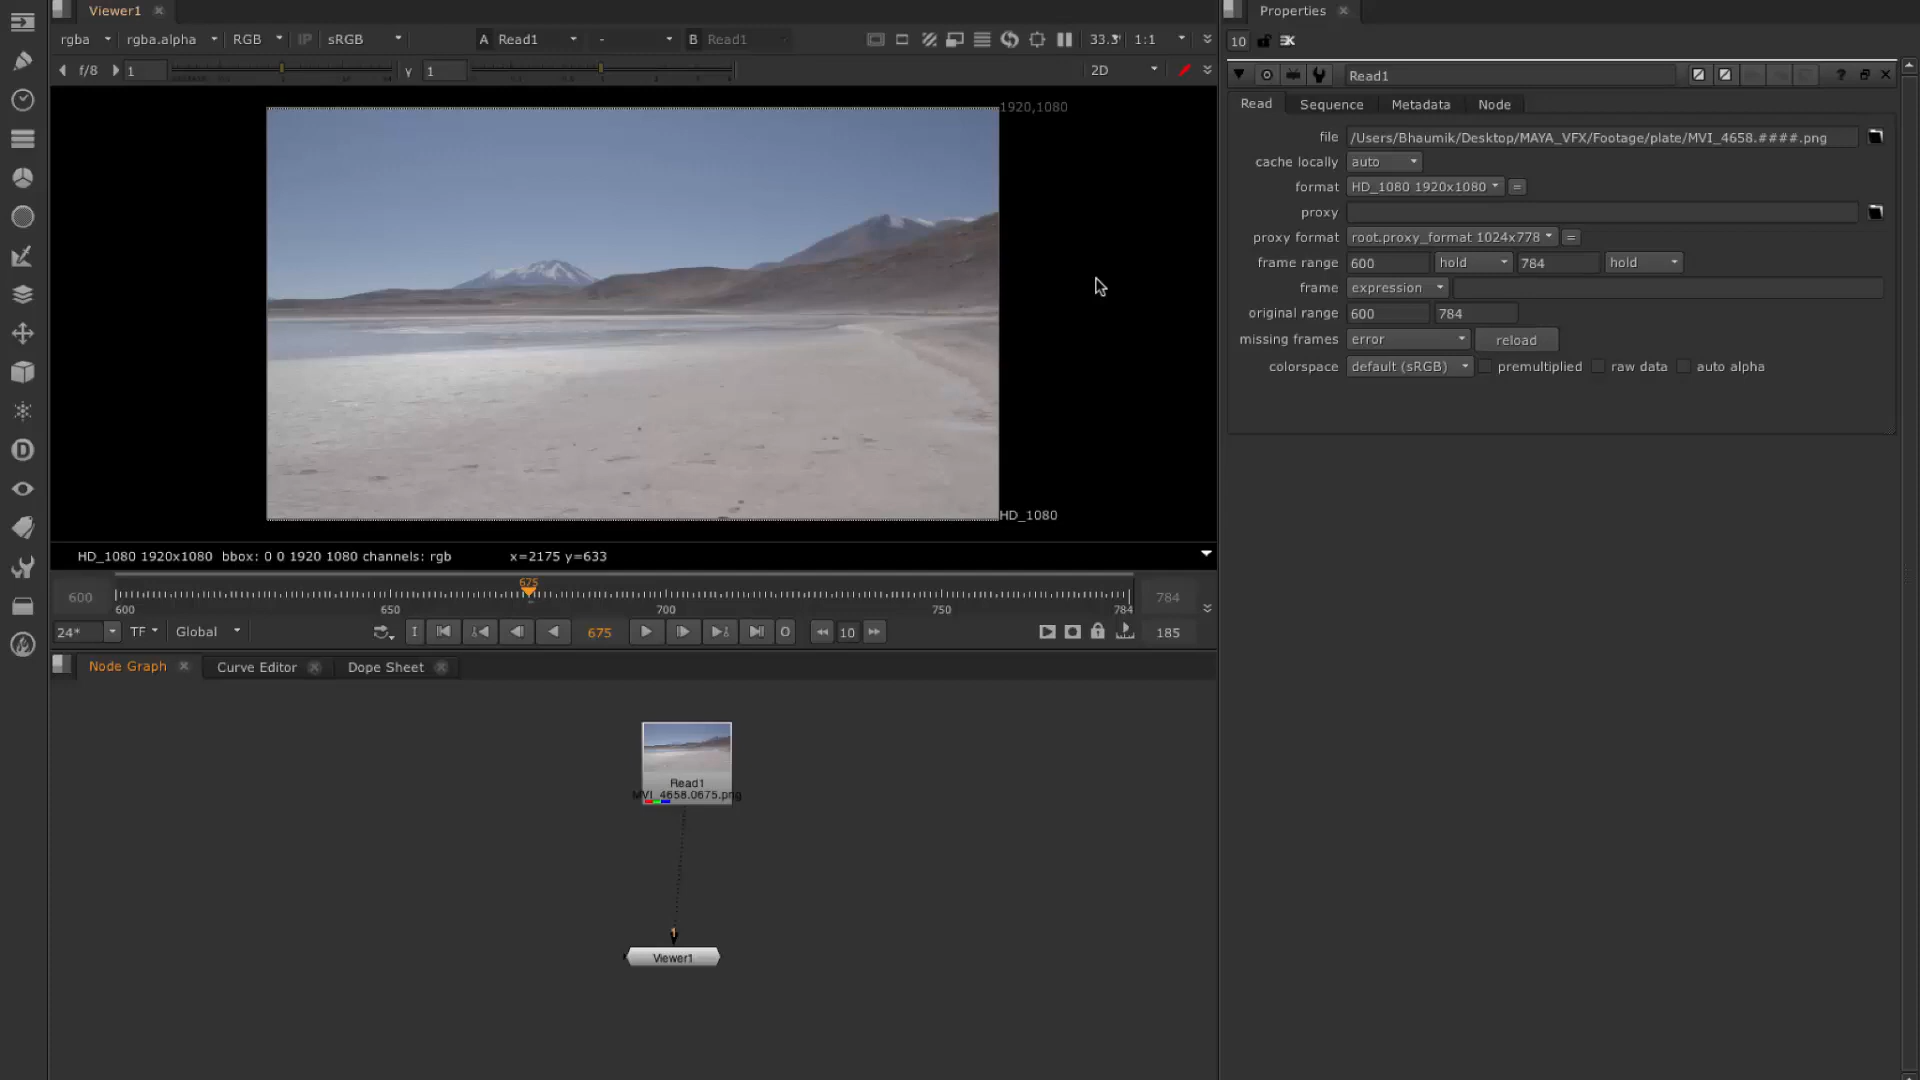 Viewer1
Properties
rgba rgba.alpha RGB IP sRGB A Read1 - B Read1 33.3 1:1
10
f/8 1 γ 1 2D
Read1 ?
Read Sequence Metadata Node
1920,1080
file /Users/Bhaumik/Desktop/MAYA_VFX/Footage/plate/MVI_4658.####.png
cache locally auto
format HD_1080 1920x1080 =
proxy
proxy format root.proxy_format 1024x778 =
frame range 600 hold 784 hold
frame expression
original range 600 784
missing frames error reload
colorspace default (sRGB) premultiplied raw data auto alpha
HD_1080
HD_1080 1920x1080 bbox: 0 0 1920 1080 channels: rgb x=2175 y=633
675
600 784
600 650 700 750 784
24* TF Global I 675 O 10 185
Node Graph Curve Editor Dope Sheet
Read1
MVI_4658.0675.png
1
Viewer1